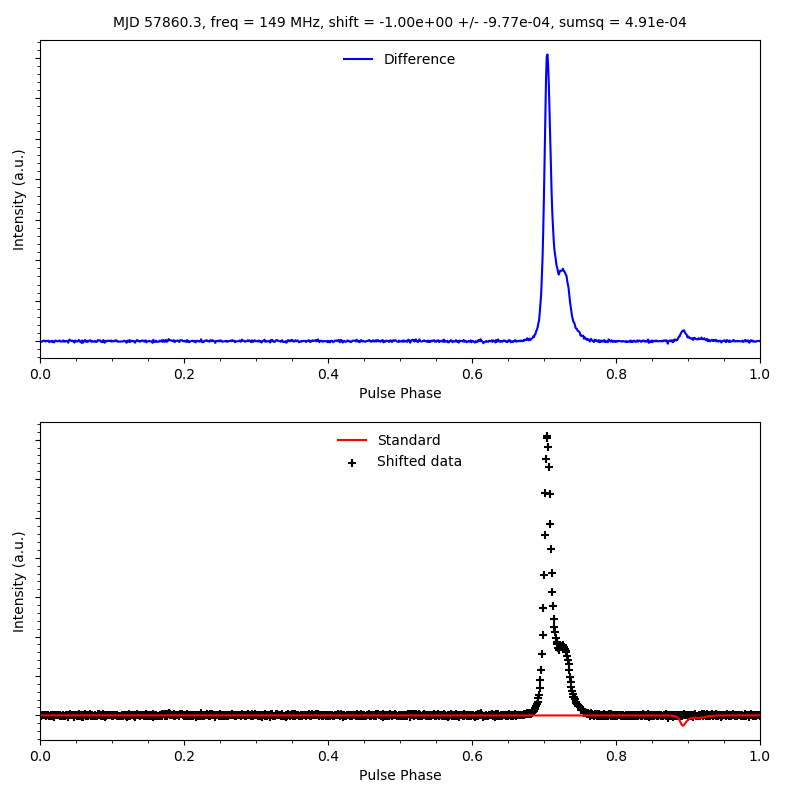 MJD 57860.3, freq = 149 MHz, shift = -1.00e+00 +/- -9.77e-04, sumsq = 4.91e-04
Difference
Intensity (a.u.)
0.0 0.2 0.4 0.6 0.8 1.0
Pulse Phase
Standard
Shifted data
Intensity (a.u.)
0.0 0.2 0.4 0.6 0.8 1.0
Pulse Phase